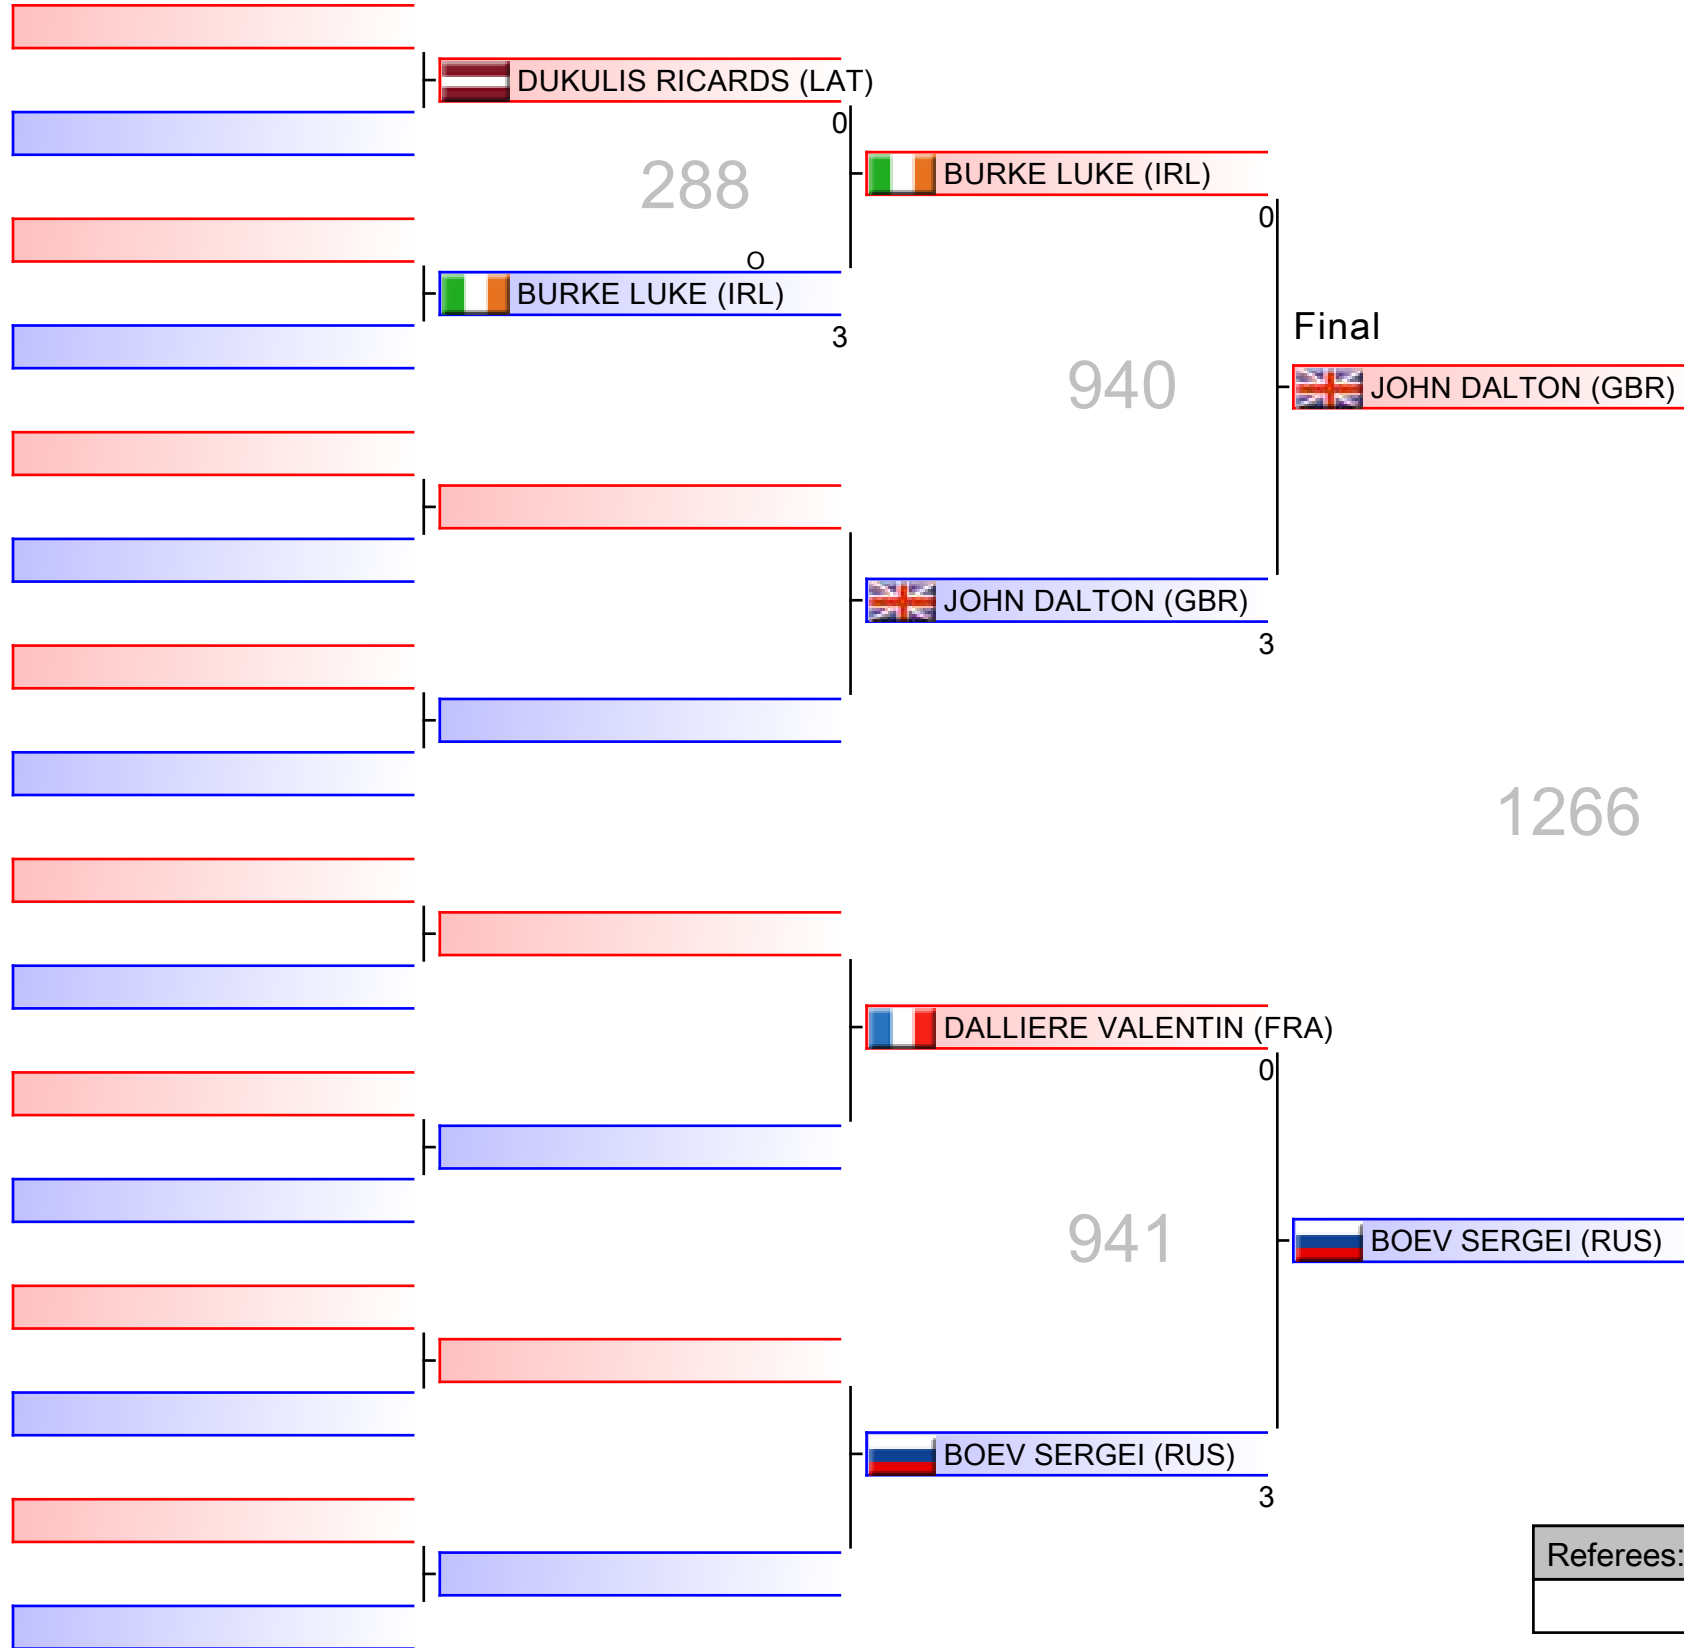 DUKULIS RICARDS (LAT)
0
288
O
BURKE LUKE (IRL)
3
BURKE LUKE (IRL)
0
940
JOHN DALTON (GBR)
3
Final
JOHN DALTON (GBR)
1266
DALLIERE VALENTIN (FRA)
0
941
BOEV SERGEI (RUS)
3
BOEV SERGEI (RUS)
Referees: